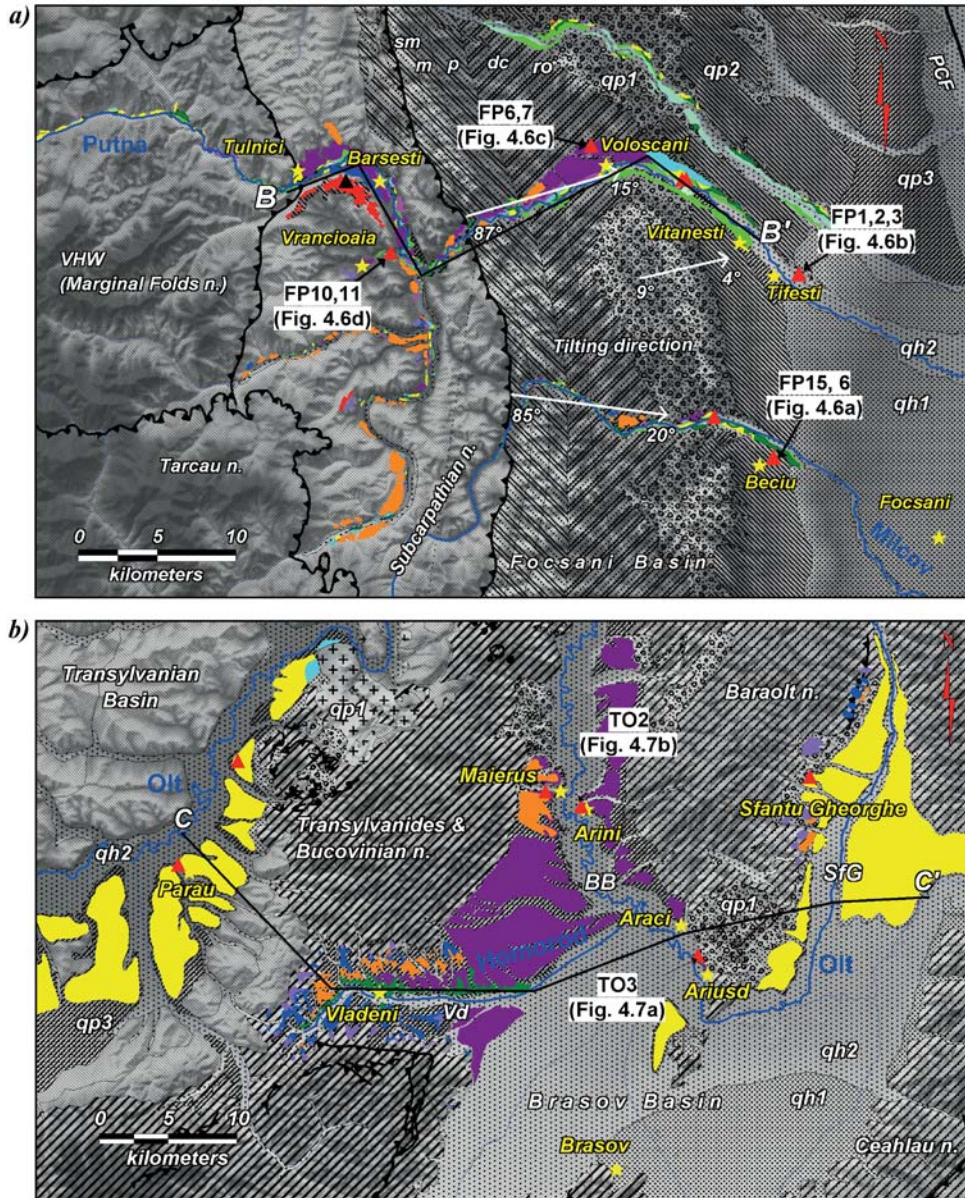 a)
sm
m p dc ro qp1 qp2 PCF
FP6,7
(Fig. 4.6c)
Putna
Tulnici
Barsesti
Voloscani
qp3
B
15°
87°
Vitanesti
B'
FP1,2,3
(Fig. 4.6b)
Vrancioaia
VHW
(Marginal Folds n.)
FP10,11
(Fig. 4.6d)
9°
4°
Tifesti
Tilting direction
qh2
85°
FP15, 6
(Fig. 4.6a)
qh1
20°
Tarcau n.
Beciu
Subcarpathian n.
Focsani
0 5 10
kilometers
Focsani Basin
Milcov
b)
Transylvanian
Basin
qp1
Baraolt n.
TO2
(Fig. 4.7b)
Olt
Maierus
C
Arini
Sfantu Gheorghe
Transylvanides &
Bucovinian n.
qh2
Parau
BB
SfG
C'
qp1
Araci
Homorod
Olt
TO3
(Fig. 4.7a)
Ariusd
Vladeni
Vd
qp3
qh2
0 5 10
kilometers
Brasov Basin
qh1
Brasov
Ceahlau n.